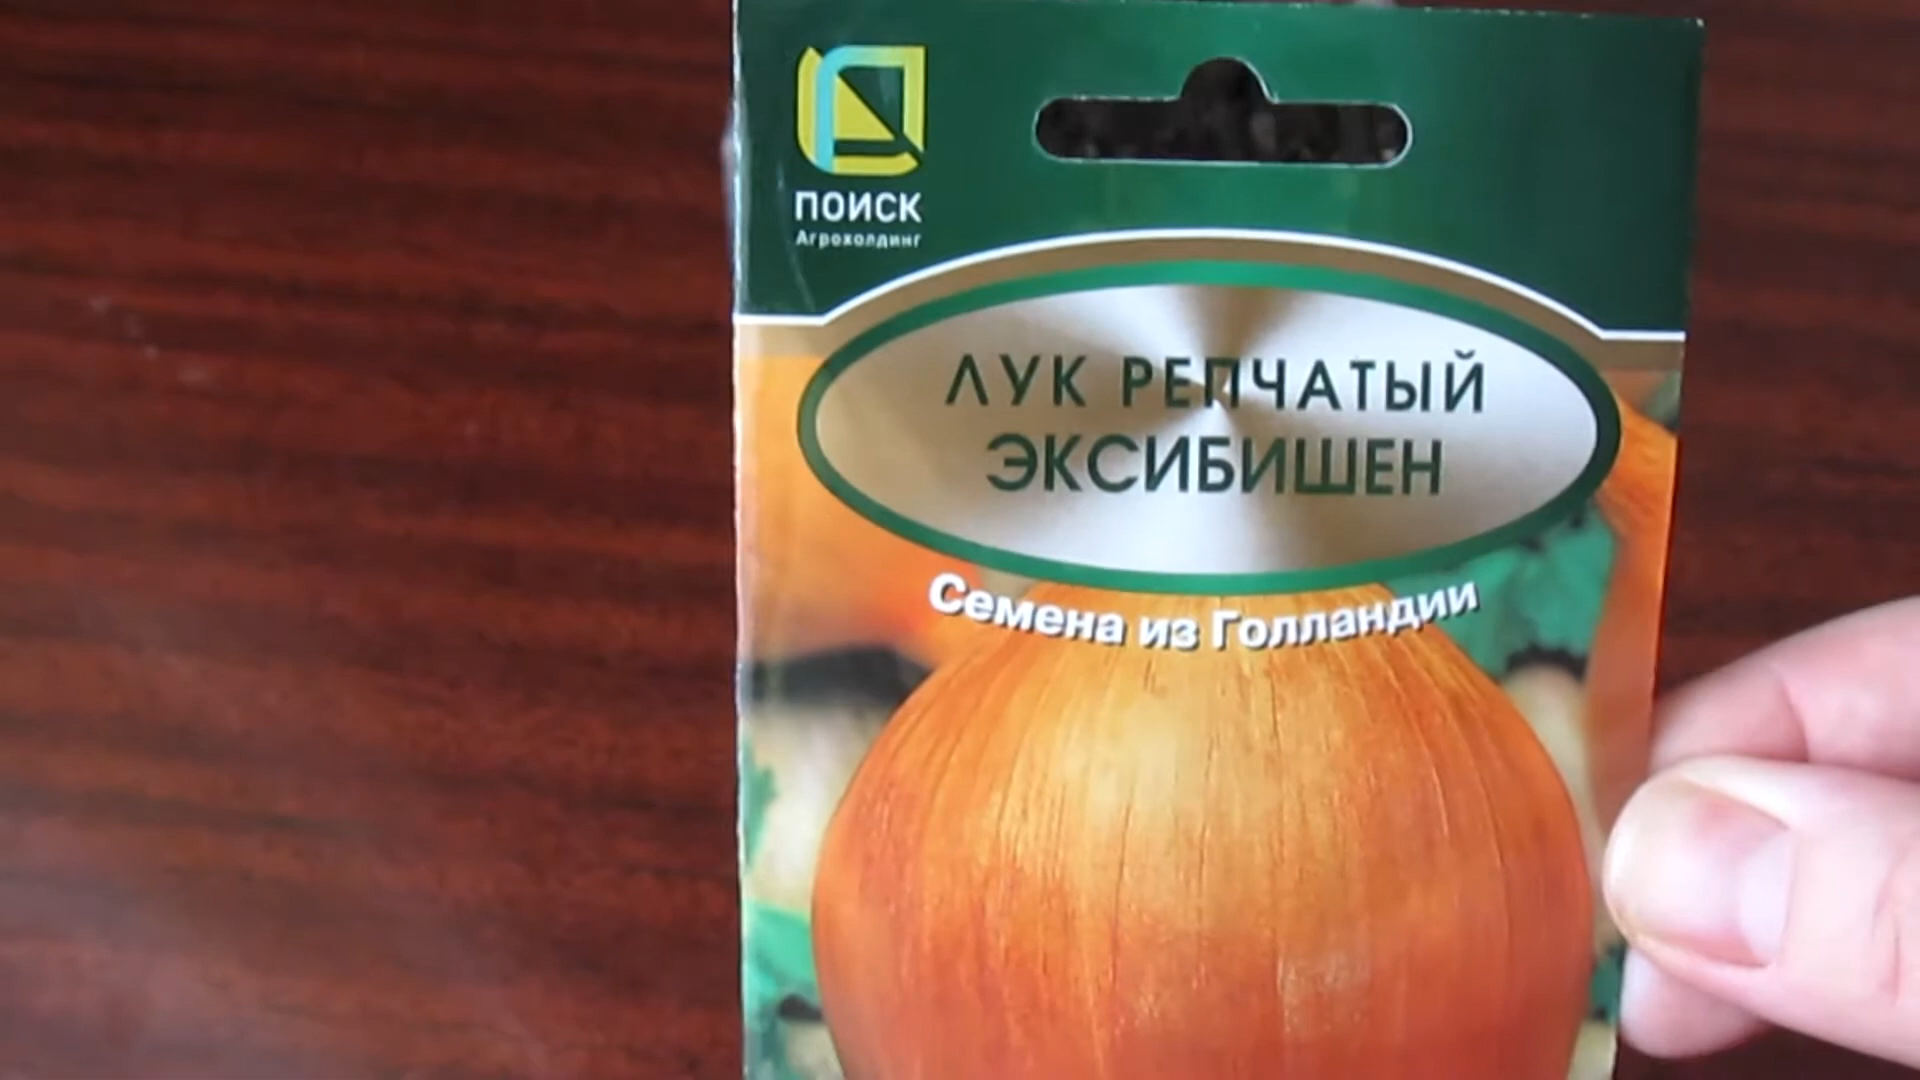 ПОИСК
Агрохолдинг
ЛУК РЕПЧАТЫЙ
ЭКСИБИШЕН
Семена из Голландии